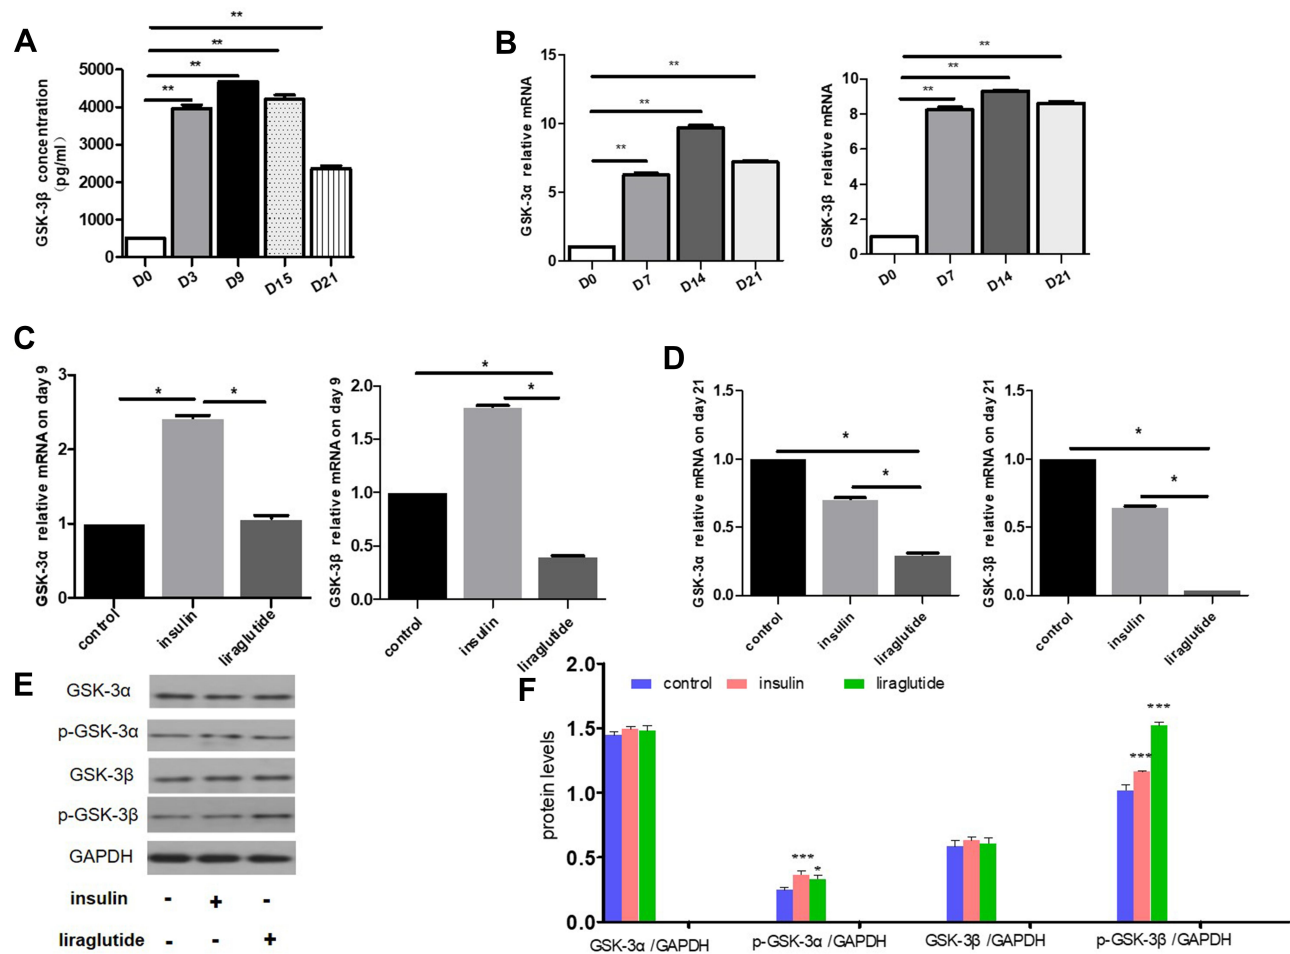 A
**
**
**
**
5000
4000
3000
2000
1000
0
GSK-3β concentration
(pg/ml)
D0 D3 D9 D15 D21
B
**
**
**
15
10
5
0
GSK-3α relative mRNA
D0 D7 D14 D21
**
**
**
10
8
6
4
2
0
GSK-3β relative mRNA
D0 D7 D14 D21
C
* *
3
2
1
0
GSK-3α relative mRNA on day 9
control insulin liraglutide
*
*
2.0
1.5
1.0
0.5
0.0
GSK-3β relative mRNA on day 9
control insulin liraglutide
D
*
*
1.5
1.0
0.5
0.0
GSK-3α relative mRNA on day 21
control insulin liraglutide
*
*
1.5
1.0
0.5
0.0
GSK-3β relative mRNA on day 21
control insulin liraglutide
E
GSK-3α
p-GSK-3α
GSK-3β
p-GSK-3β
GAPDH
insulin - + -
liraglutide - - +
F
control insulin liraglutide
2.0
1.5
1.0
0.5
0.0
protein levels
*** *
*** ***
GSK-3α /GAPDH p-GSK-3α /GAPDH GSK-3β /GAPDH p-GSK-3β /GAPDH